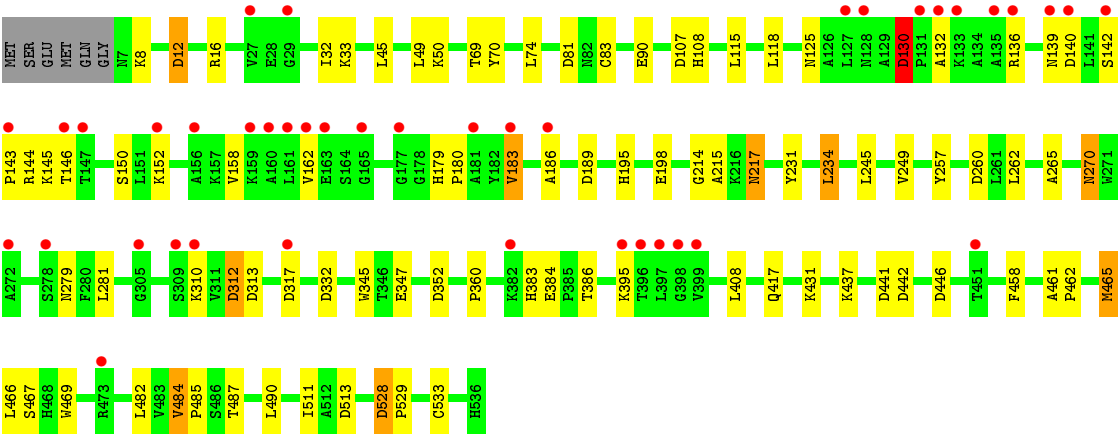 MET SER GLU MET GLN GLY N7 K8 D12 R16 V27 E28 G29 I32 K33 L45 L49 K50 T69 Y70 L74 D81 N82 C83 E90 D107 H108 L115 L118 N125 A126 L127 N128 A129 D130 P131 A132 K133 A134 A135 R136 N139 D140 L141 S142
P143 R144 K145 T146 T147 S150 L151 K152 A156 K157 V158 K159 A160 L161 V162 E163 S164 G165 G177 G178 H179 P180 A181 Y182 V183 A186 D189 H195 E198 G214 A215 K216 N217 Y231 L234 L245 V249 Y257 D260 L261 L262 A265 N270 W271
A272 S278 N279 F280 L281 G305 S309 K310 V311 D312 D313 D317 D332 W345 T346 E347 D352 P360 K382 H383 E384 P385 T386 K395 T396 L397 G398 V399 L408 Q417 K431 K437 D441 D442 D446 T451 F458 A461 P462 M465
L466 S467 H468 W469 R473 L482 V483 V484 P485 S486 T487 L490 I511 A512 D513 D528 P529 C533 H536